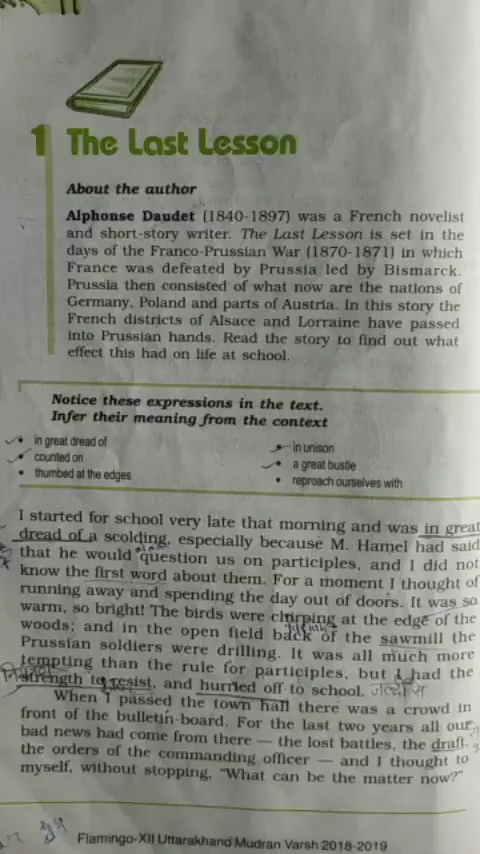 1 The Last Lesson
About the author
Alphonse Daudet (1840-1897) was a French novelist
and short-story writer. The Last Lesson is set in the
days of the Franco-Prussian War (1870-1871) in which
France was defeated by Prussia led by Bismarck.
Prussia then consisted of what now are the nations of
Germany, Poland and parts of Austria. In this story the
French districts of Alsace and Lorraine have passed
into Prussian hands. Read the story to find out what
effect this had on life at school.
Notice these expressions in the text.
Infer their meaning from the context
• in great dread of
• counted on
• thumbed at the edges
• in unison
• a great bustle
• reproach ourselves with
I started for school very late that morning and was in great
dread of a scolding, especially because M. Hamel had said
that he would question us on participles, and I did not
know the first word about them. For a moment I thought of
running away and spending the day out of doors. It was so
warm, so bright! The birds were chirping at the edge of the
woods; and in the open field back of the sawmill the
Prussian soldiers were drilling. It was all much more
tempting than the rule for participles, but I had the
strength to resist, and hurried off to school. जल्दी से
When I passed the town hall there was a crowd in
front of the bulletin-board. For the last two years all our
bad news had come from there — the lost battles, the draft,
the orders of the commanding officer — and I thought to
myself, without stopping, "What can be the matter now?"
Flamingo-XII Uttarakhand Mudran Varsh 2018-2019